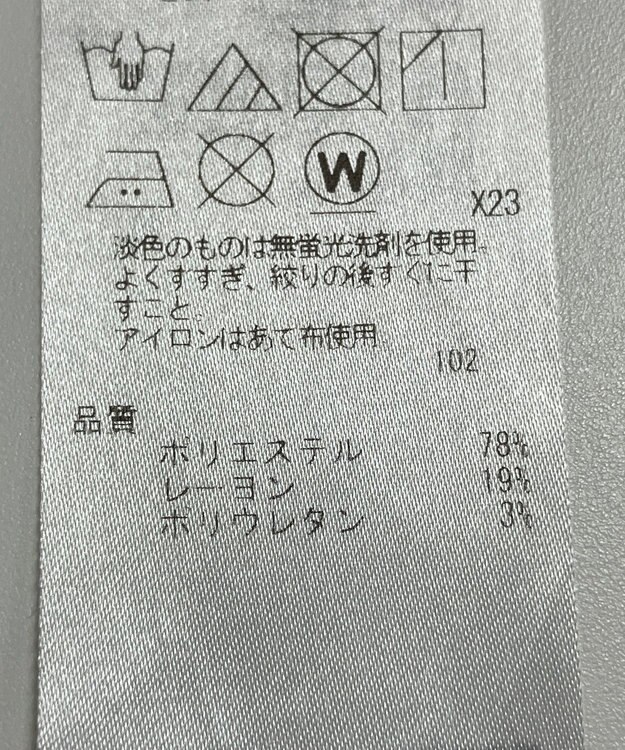 W
X23
淡色のものは無蛍光洗剤を使用。
よくすすぎ、絞りの後すぐに干
すこと。
アイロンはあて布使用
102
品質
ポリエステル 78%
レーヨン 19%
ポリウレタン 3%